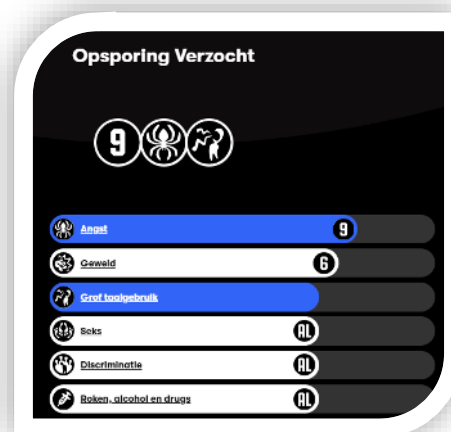 Opsporing Verzocht
9
Angst 9
Geweld 6
Grof taalgebruik
Seks AL
Discriminatie AL
Roken, alcohol en drugs AL